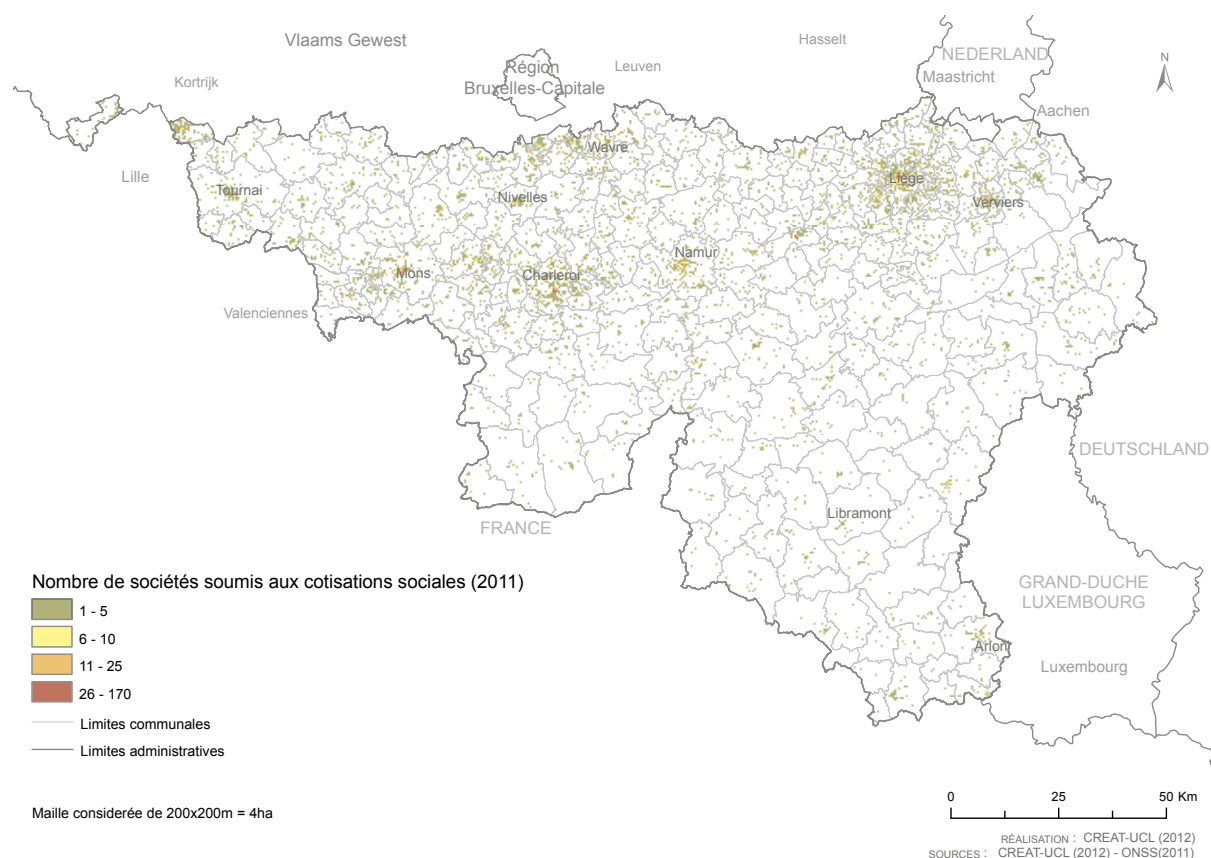 Hasselt
Vlaams Gewest
NEDERLAND
N
Région
Bruxelles-Capitale
Leuven
Maastricht
Kortrijk
Aachen
Wavre
Lille
Liège
Tournai
Nivelles
Verviers
Namur
Mons
Charleroi
Valenciennes
DEUTSCHLAND
Libramont
FRANCE
Nombre de sociétés soumis aux cotisations sociales (2011)
1 - 5
6 - 10
11 - 25
26 - 170
Limites communales
Limites administratives
GRAND-DUCHE
LUXEMBOURG
Arlon
Luxembourg
Maille considerée de 200x200m = 4ha
0 25 50 Km
RÉALISATION : CREAT-UCL (2012)
SOURCES : CREAT-UCL (2012) - ONSS(2011)